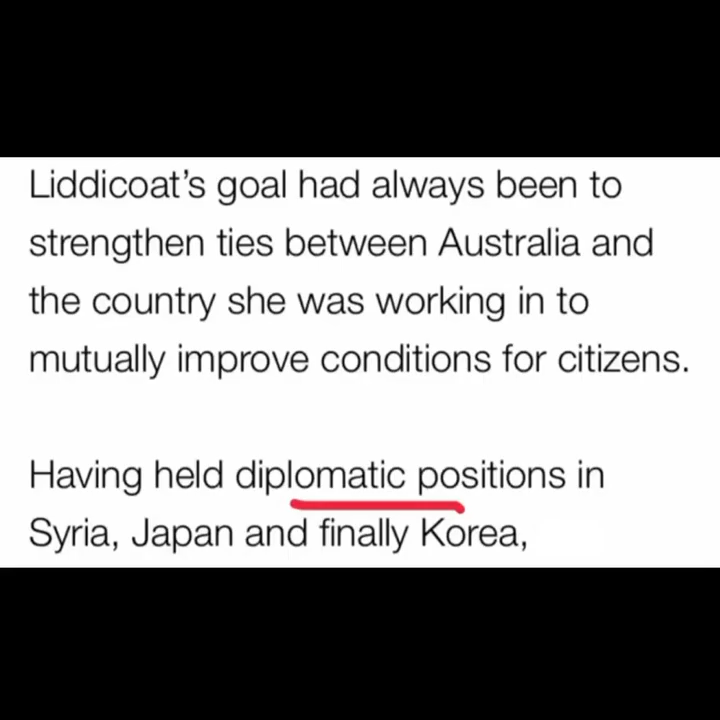 Liddicoat’s goal had always been to
strengthen ties between Australia and
the country she was working in to
mutually improve conditions for citizens.
Having held diplomatic positions in
Syria, Japan and finally Korea,